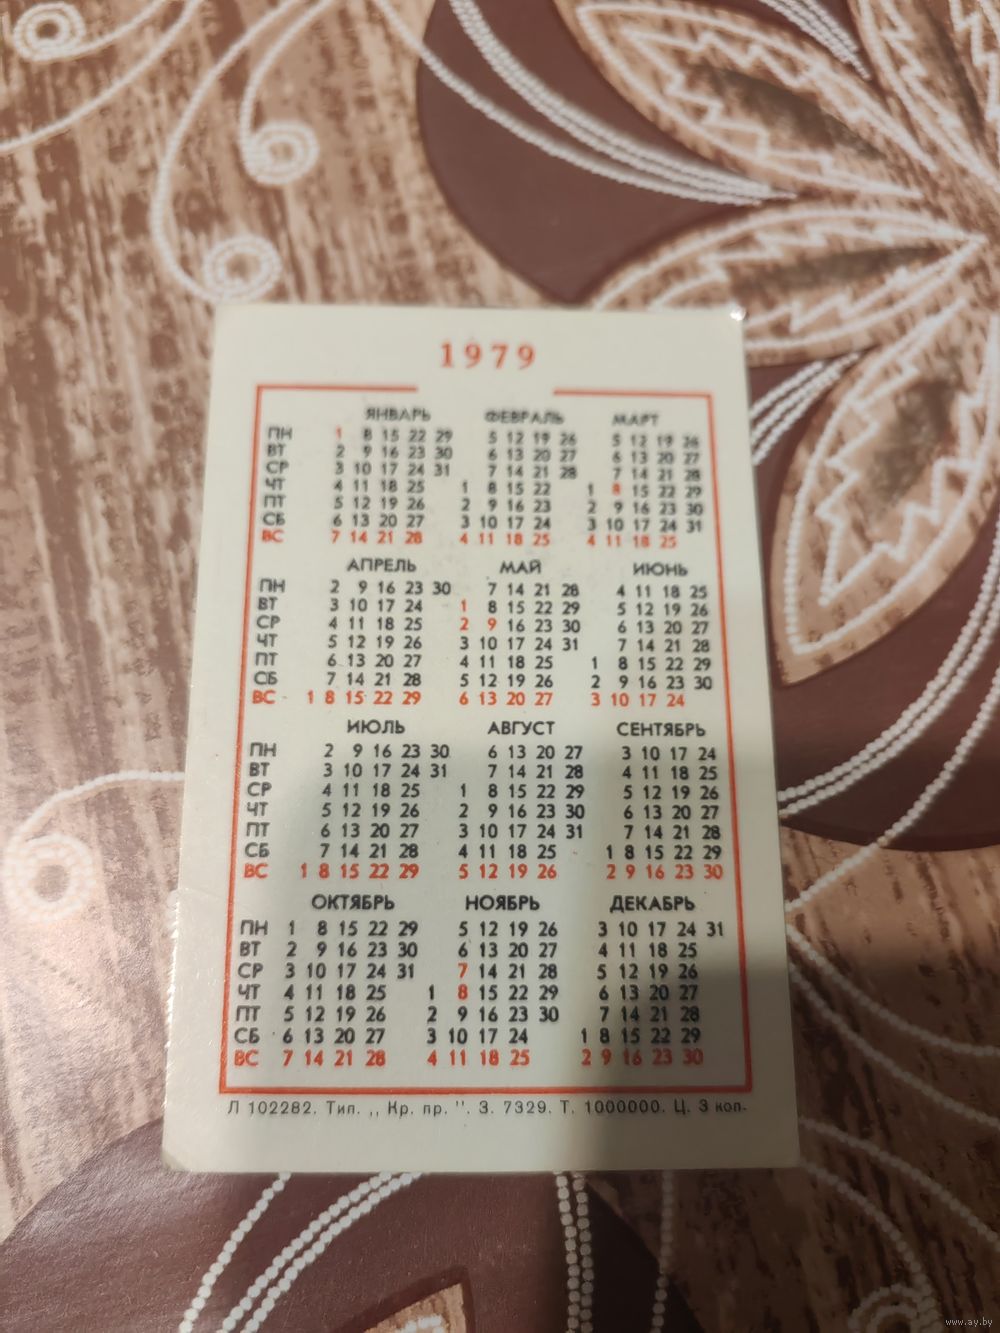 1979
ЯНВАРЬ ФЕВРАЛЬ МАРТ
ПН 1 8 15 22 29 5 12 19 26 5 12 19 26
ВТ 2 9 16 23 30 6 13 20 27 6 13 20 27
СР 3 10 17 24 31 7 14 21 28 7 14 21 28
ЧТ 4 11 18 25 1 8 15 22 1 8 15 22 29
ПТ 5 12 19 26 2 9 16 23 2 9 16 23 30
СБ 6 13 20 27 3 10 17 24 3 10 17 24 31
ВС 7 14 21 28 4 11 18 25 4 11 18 25
АПРЕЛЬ МАЙ ИЮНЬ
ПН 2 9 16 23 30 7 14 21 28 4 11 18 25
ВТ 3 10 17 24 1 8 15 22 29 5 12 19 26
СР 4 11 18 25 2 9 16 23 30 6 13 20 27
ЧТ 5 12 19 26 3 10 17 24 31 7 14 21 28
ПТ 6 13 20 27 4 11 18 25 1 8 15 22 29
СБ 7 14 21 28 5 12 19 26 2 9 16 23 30
ВС 1 8 15 22 29 6 13 20 27 3 10 17 24
ИЮЛЬ АВГУСТ СЕНТЯБРЬ
ПН 2 9 16 23 30 6 13 20 27 3 10 17 24
ВТ 3 10 17 24 31 7 14 21 28 4 11 18 25
СР 4 11 18 25 1 8 15 22 29 5 12 19 26
ЧТ 5 12 19 26 2 9 16 23 30 6 13 20 27
ПТ 6 13 20 27 3 10 17 24 31 7 14 21 28
СБ 7 14 21 28 4 11 18 25 1 8 15 22 29
ВС 1 8 15 22 29 5 12 19 26 2 9 16 23 30
ОКТЯБРЬ НОЯБРЬ ДЕКАБРЬ
ПН 1 8 15 22 29 5 12 19 26 3 10 17 24 31
ВТ 2 9 16 23 30 6 13 20 27 4 11 18 25
СР 3 10 17 24 31 7 14 21 28 5 12 19 26
ЧТ 4 11 18 25 1 8 15 22 29 6 13 20 27
ПТ 5 12 19 26 2 9 16 23 30 7 14 21 28
СБ 6 13 20 27 3 10 17 24 1 8 15 22 29
ВС 7 14 21 28 4 11 18 25 2 9 16 23 30
Л 102282. Тип. ,, Кр. пр. ". З. 7329. Т. 1000000. Ц. 3 коп.
www.ay.by